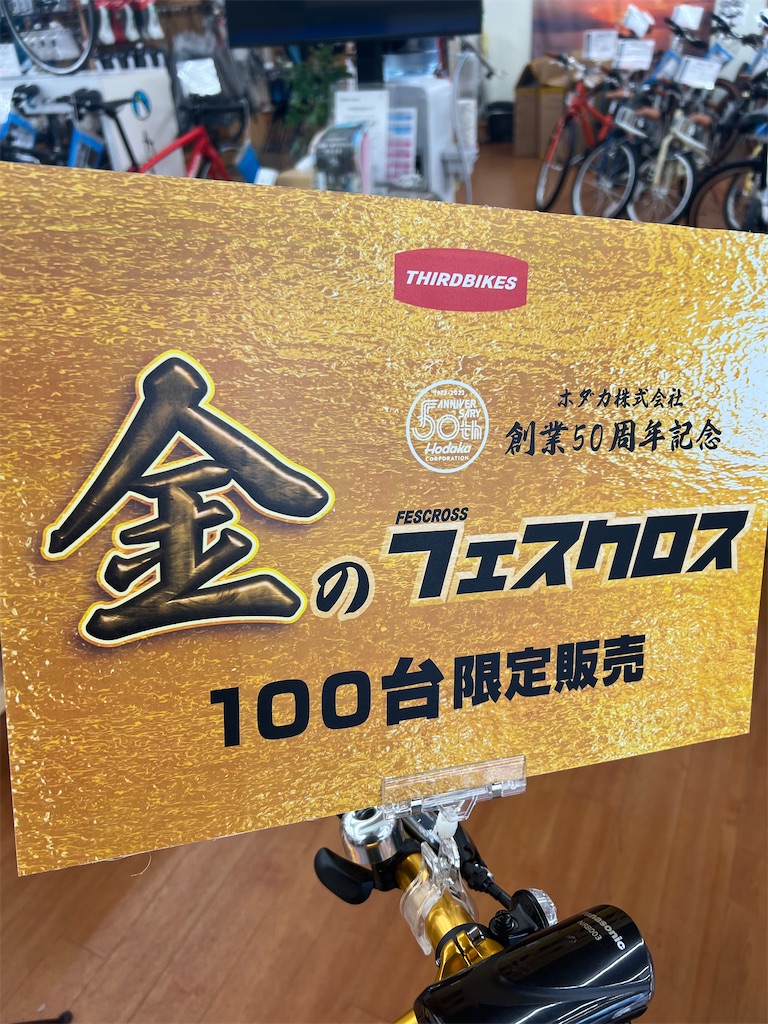 THIRDBIKES
50th
ANNIVERSARY
Hodaka
CORPORATION
ホダカ株式会社
創業50周年記念
FESCROSS
金のフェスクロス
100台限定販売
Panasonic